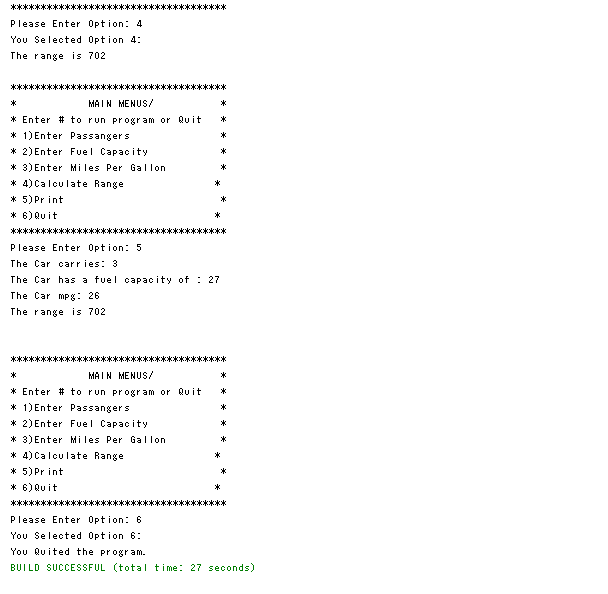 ************************************
Please Enter Option: 4
You Selected Option 4:
The range is 702
************************************
*            MAIN MENUS/           *
* Enter # to run program or Quit   *
* 1)Enter Passangers               *
* 2)Enter Fuel Capacity            *
* 3)Enter Miles Per Gallon         *
* 4)Calculate Range               *
* 5)Print                          *
* 6)Quit                          *
************************************
Please Enter Option: 5
The Car carries: 3
The Car has a fuel capacity of : 27
The Car mpg: 26
The range is 702
************************************
*            MAIN MENUS/           *
* Enter # to run program or Quit   *
* 1)Enter Passangers               *
* 2)Enter Fuel Capacity            *
* 3)Enter Miles Per Gallon         *
* 4)Calculate Range               *
* 5)Print                          *
* 6)Quit                          *
************************************
Please Enter Option: 6
You Selected Option 6:
You Quited the program.
BUILD SUCCESSFUL (total time: 27 seconds)